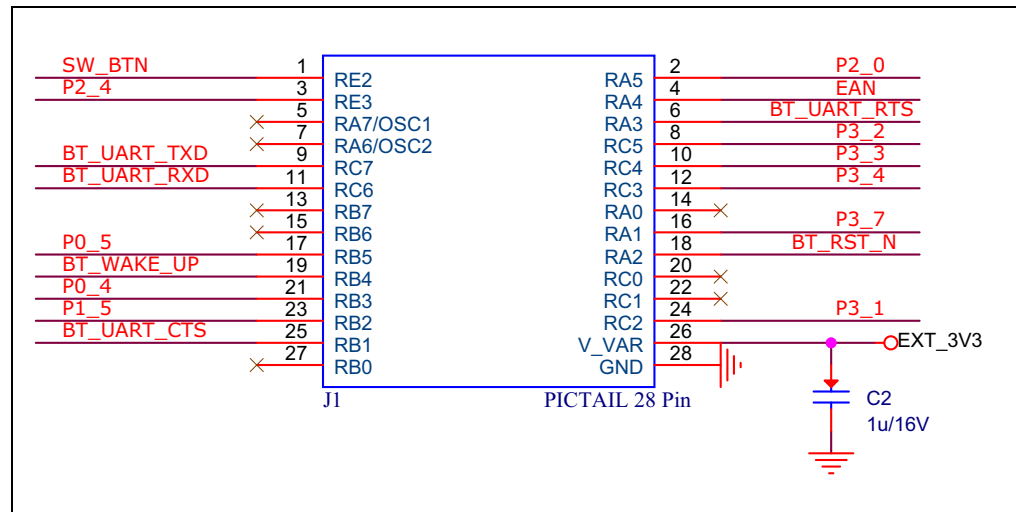 SW_BTN 1 RE2 RA5 2 P2_0
P2_4 3 RE3 RA4 4 EAN
5 RA7/OSC1 RA3 6 BT_UART_RTS
7 RA6/OSC2 RC5 8 P3_2
BT_UART_TXD 9 RC7 RC4 10 P3_3
BT_UART_RXD 11 RC6 RC3 12 P3_4
13 RB7 RA0 14
15 RB6 RA1 16 P3_7
P0_5 17 RB5 RA2 18 BT_RST_N
BT_WAKE_UP 19 RB4 RC0 20
P0_4 21 RB3 RC1 22
P1_5 23 RB2 RC2 24 P3_1
BT_UART_CTS 25 RB1 V_VAR 26 EXT_3V3
27 RB0 GND 28
J1 PICTAIL 28 Pin C2
1u/16V